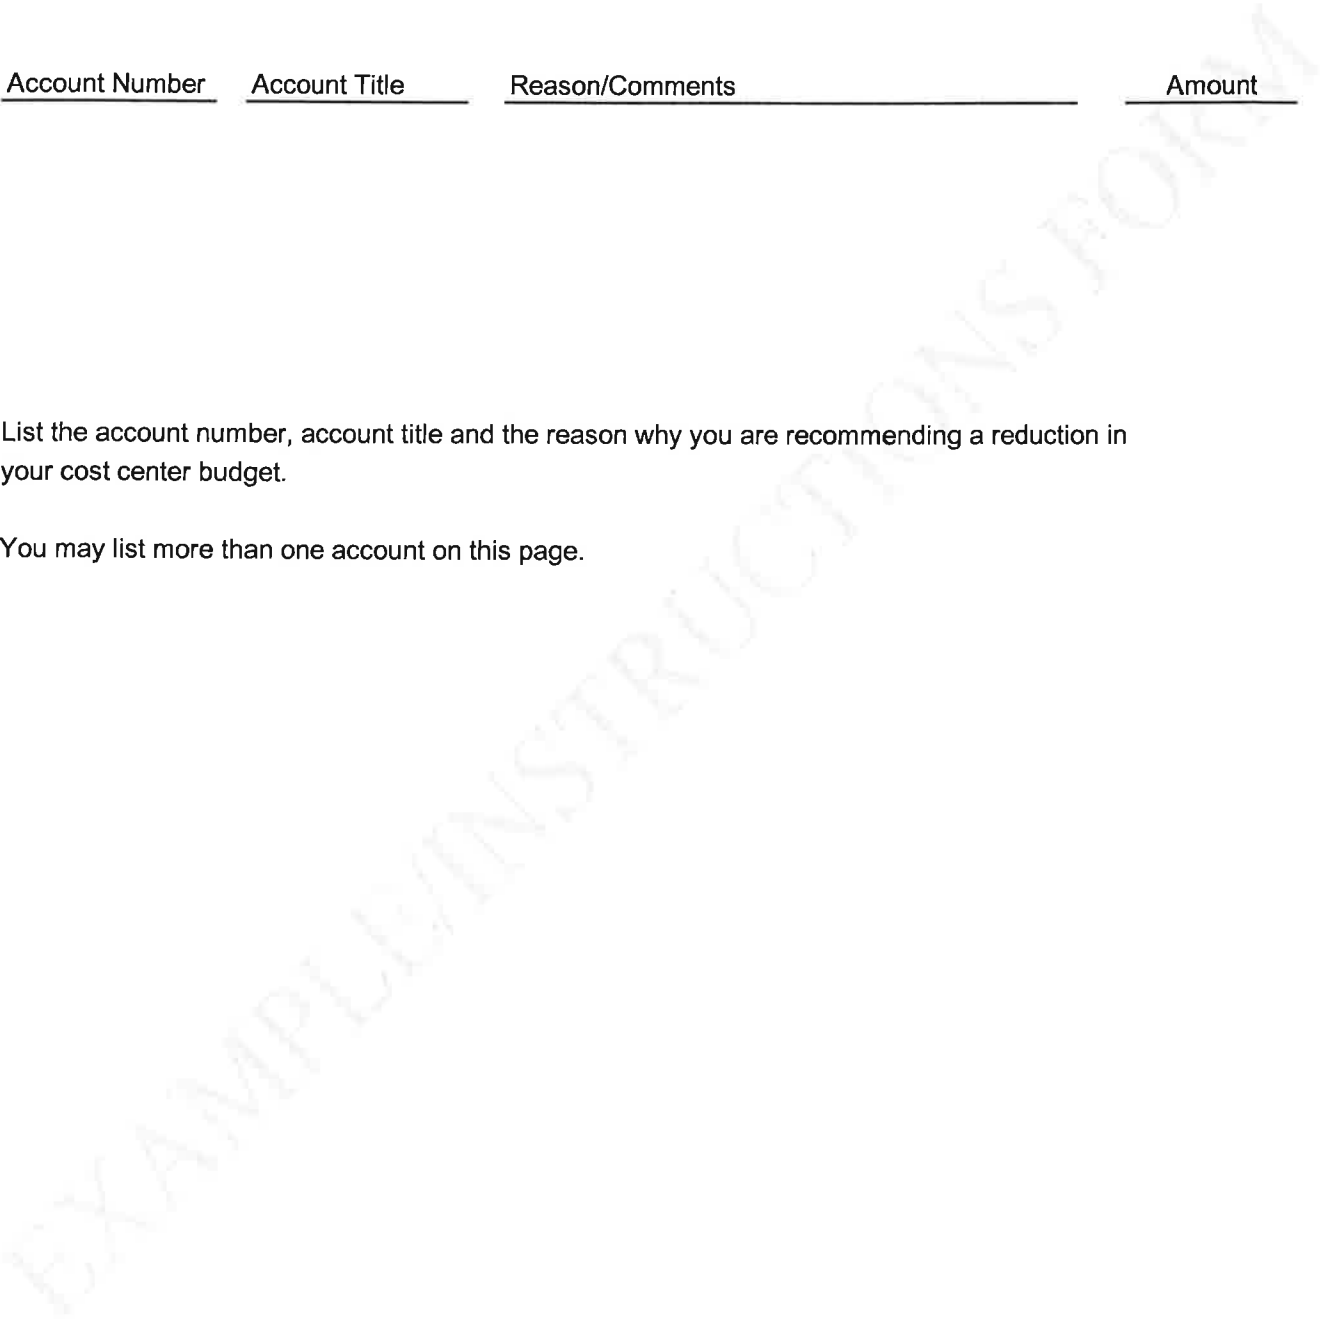 Account Number Account Title Reason/Comments Amount
List the account number, account title and the reason why you are recommending a reduction in
your cost center budget.
You may list more than one account on this page.
EXAMPLE/INSTRUCTIONS FORM